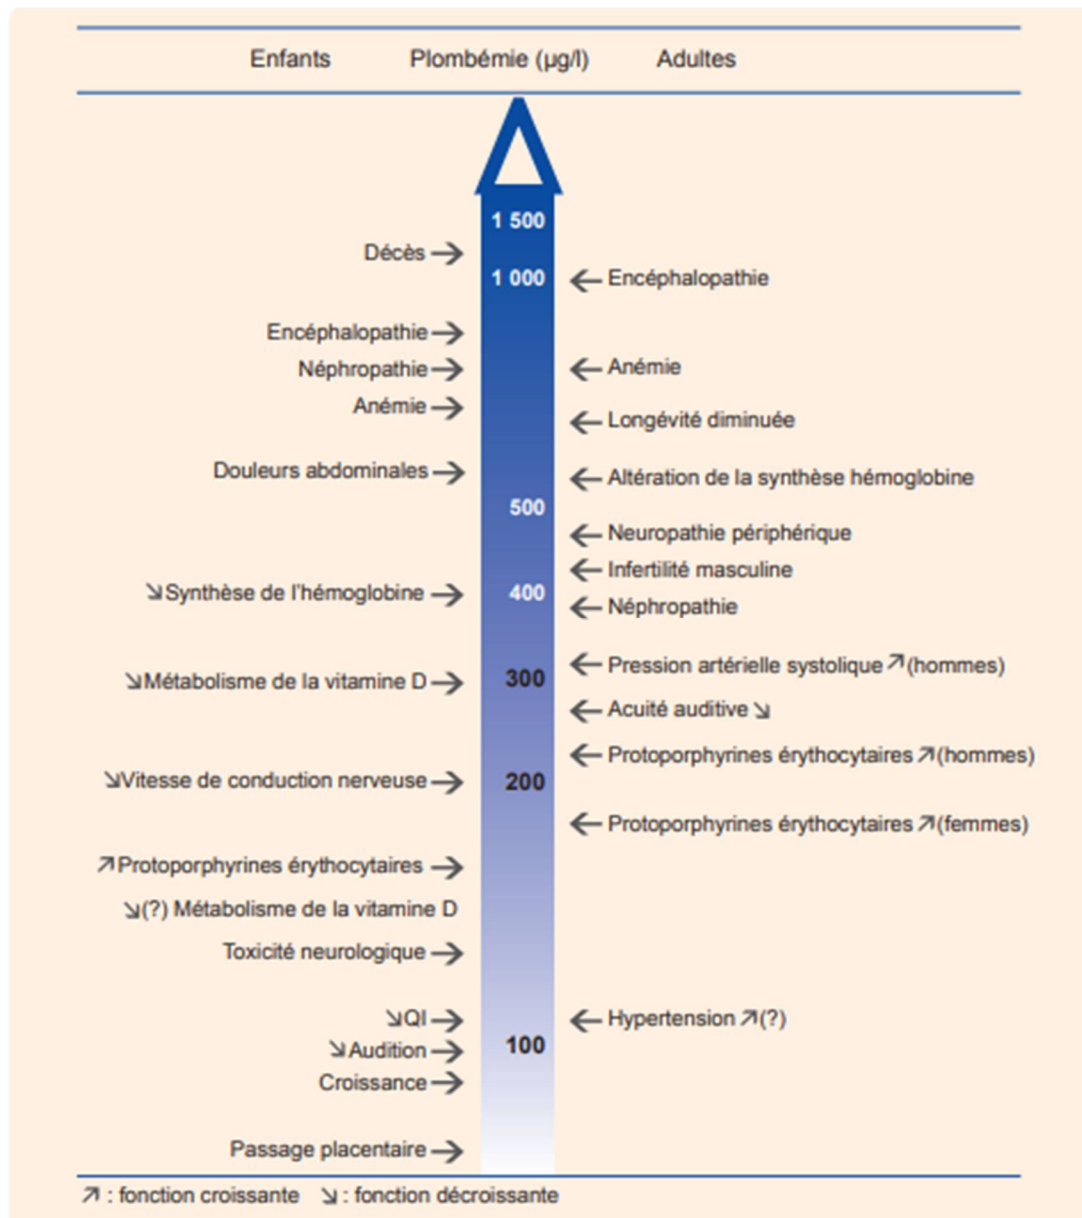 Enfants Plombémie (µg/l) Adultes
1 500
Décès →
1 000 ← Encéphalopathie
Encéphalopathie →
Néphropathie → ← Anémie
Anémie →
← Longévité diminuée
Douleurs abdominales → ← Altération de la synthèse hémoglobine
500
← Neuropathie périphérique
← Infertilité masculine
↘Synthèse de l'hémoglobine → 400
← Néphropathie
← Pression artérielle systolique ↗(hommes)
↘Métabolisme de la vitamine D → 300
← Acuité auditive ↘
← Protoporphyrines érythocytaires ↗(hommes)
↘Vitesse de conduction nerveuse → 200
← Protoporphyrines érythocytaires ↗(femmes)
↗Protoporphyrines érythocytaires →
↘(?) Métabolisme de la vitamine D
Toxicité neurologique →
↘QI → ← Hypertension ↗(?)
↘Audition → 100
Croissance →
Passage placentaire →
↗ : fonction croissante ↘ : fonction décroissante